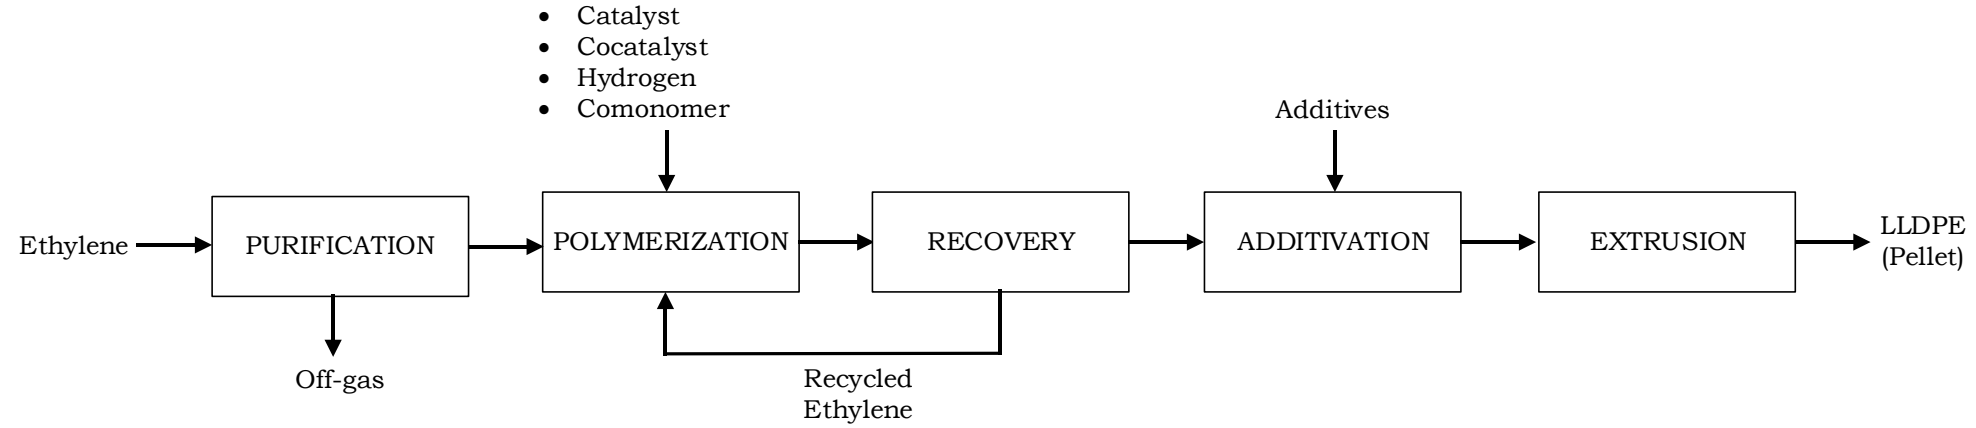 • Catalyst
• Cocatalyst
• Hydrogen
• Comonomer
Additives
Ethylene
PURIFICATION
POLYMERIZATION
RECOVERY
ADDITIVATION
EXTRUSION
LLDPE
(Pellet)
Off-gas
Recycled
Ethylene